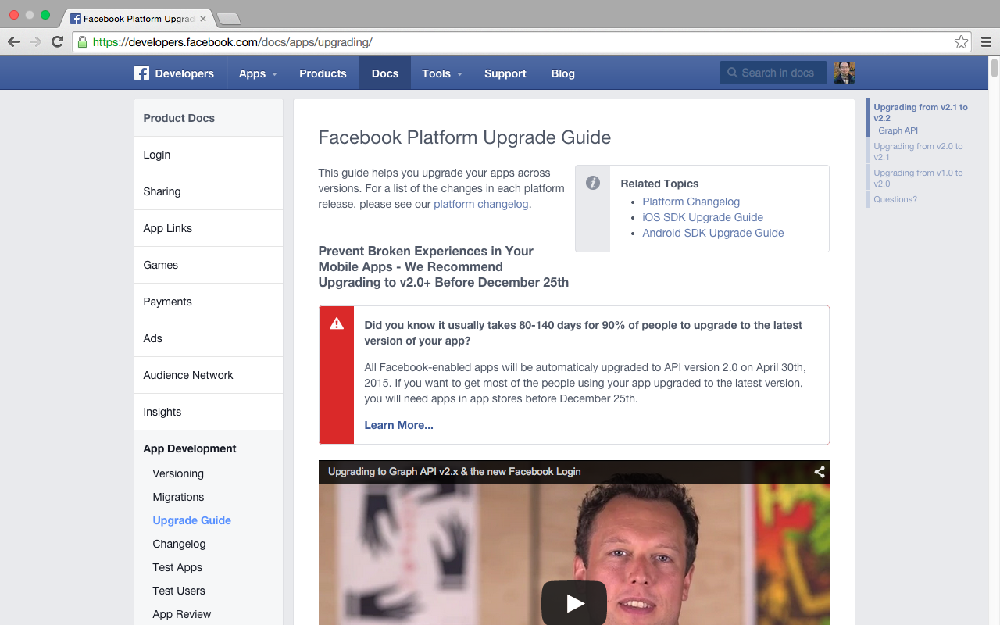 Facebook Platform Upgrad
https://developers.facebook.com/docs/apps/upgrading/
Developers
Apps
Products
Docs
Tools
Support
Blog
Search in docs
Product Docs
Login
Sharing
App Links
Games
Payments
Ads
Audience Network
Insights
App Development
Versioning
Migrations
Upgrade Guide
Changelog
Test Apps
Test Users
App Review
Facebook Platform Upgrade Guide
This guide helps you upgrade your apps across
versions. For a list of the changes in each platform
release, please see our platform changelog.
Related Topics
Platform Changelog
iOS SDK Upgrade Guide
Android SDK Upgrade Guide
Prevent Broken Experiences in Your
Mobile Apps - We Recommend
Upgrading to v2.0+ Before December 25th
Did you know it usually takes 80-140 days for 90% of people to upgrade to the latest
version of your app?
All Facebook-enabled apps will be automaticaly upgraded to API version 2.0 on April 30th,
2015. If you want to get most of the people using your app upgraded to the latest version,
you will need apps in app stores before December 25th.
Learn More...
Upgrading to Graph API v2.x & the new Facebook Login
Upgrading from v2.1 to
v2.2
Graph API
Upgrading from v2.0 to
v2.1
Upgrading from v1.0 to
v2.0
Questions?